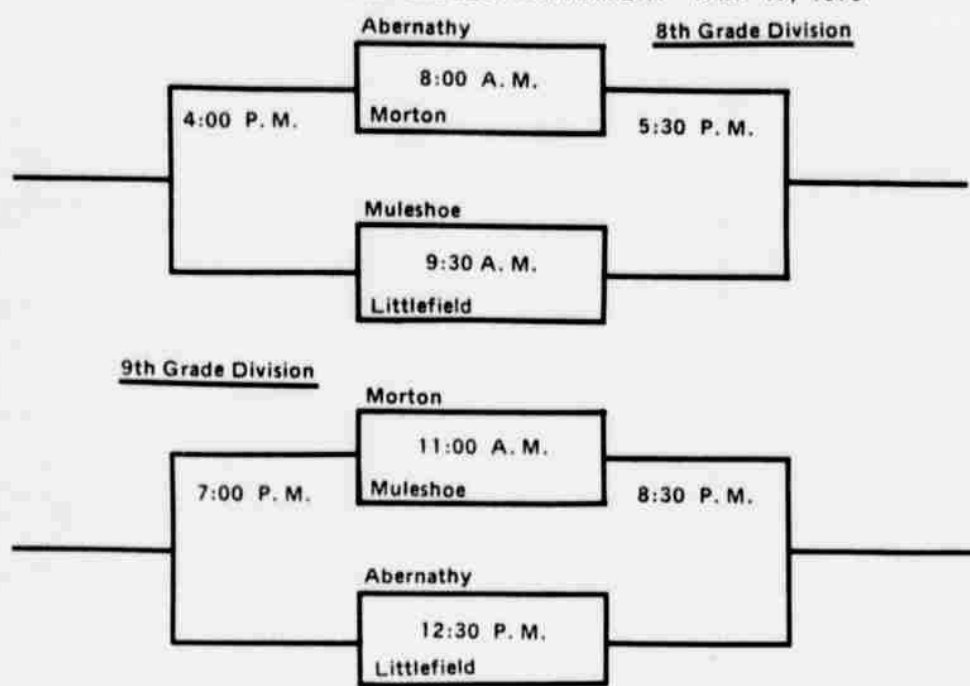 8th Grade Division
Abernathy
8:00 A. M.
Morton
4:00 P. M.
5:30 P. M.
Muleshoe
9:30 A. M.
Littlefield
9th Grade Division
Morton
11:00 A. M.
Muleshoe
7:00 P. M.
8:30 P. M.
Abernathy
12:30 P. M.
Littlefield